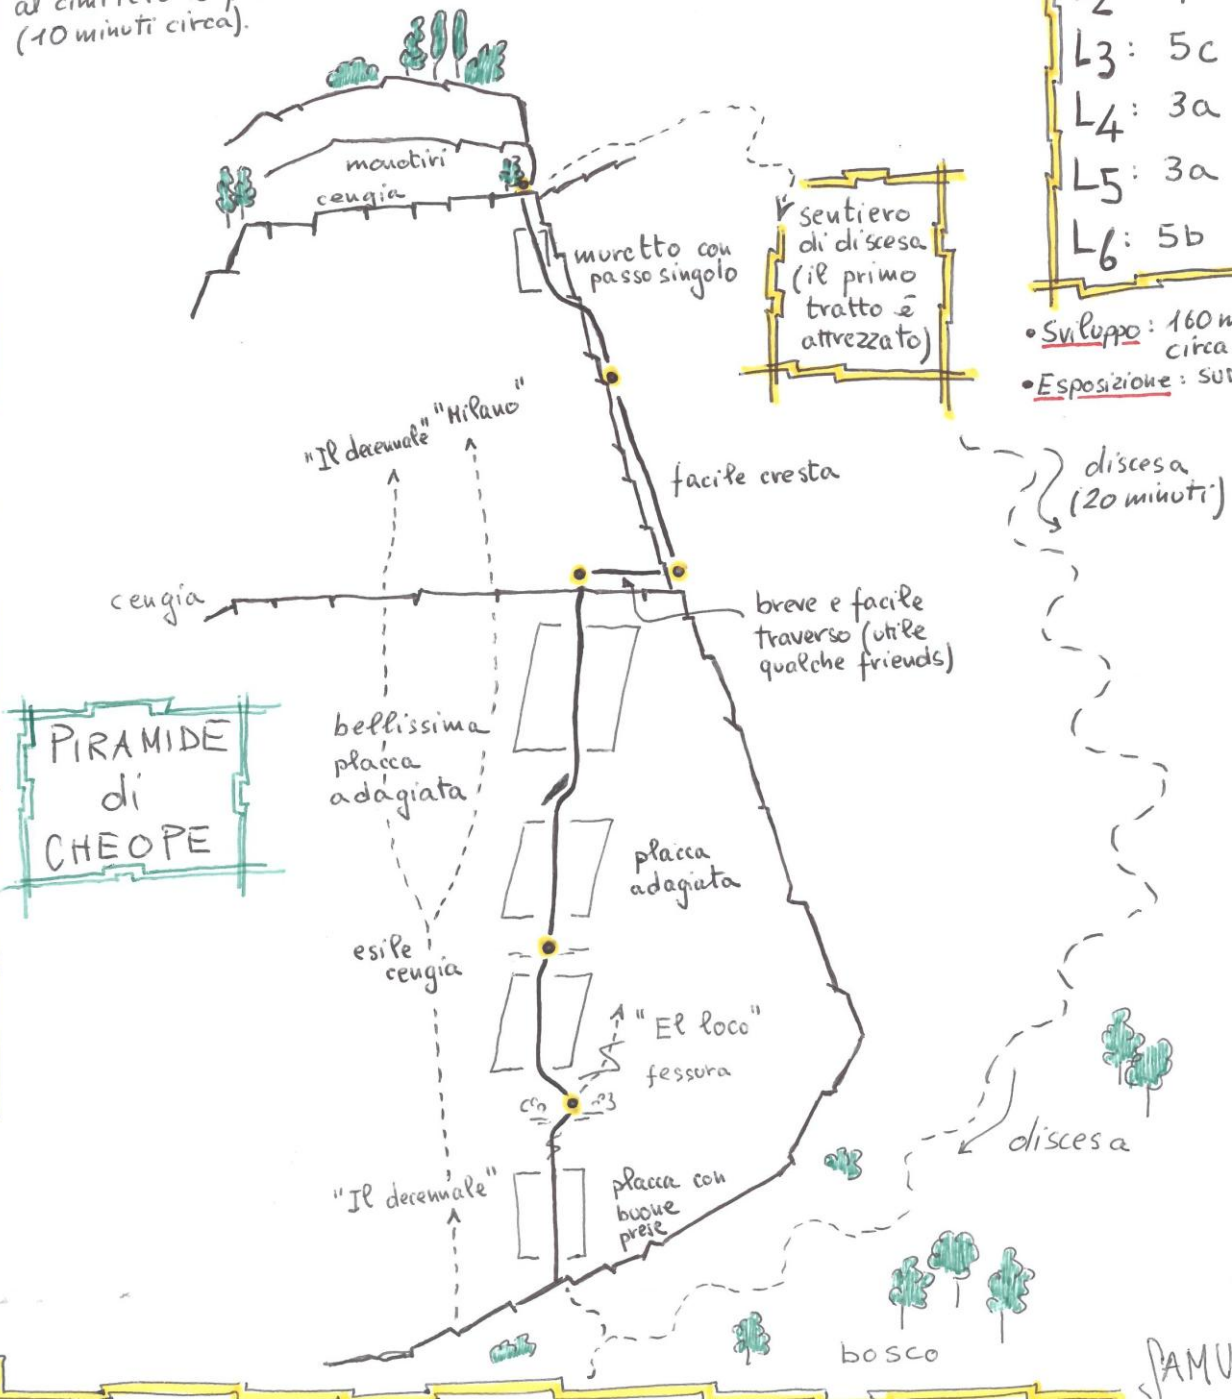 (10 minuti circa).
L3: 5c
L4: 3a
L5: 3a
L6: 5b
• Sviluppo: 160 m
circa
• Esposizione:
monotiri
cengia
muretto con
passo singolo
sentiero
di discesa
(il primo
tratto è
attrezzato)
"Il decennale"
"Milano"
facile cresta
discesa
(20 minuti)
cengia
breve e facile
traverso (utile
qualche friends)
PIRAMIDE
di
CHEOPE
bellissima
placca
adagiata
placca
adagiata
esile
cengia
"El loco"
fessura
discesa
"Il decennale"
placca con
buone
prese
bosco